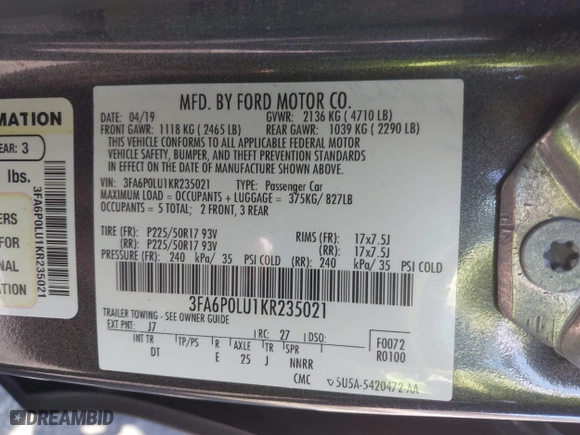 MFD. BY FORD MOTOR CO.
DATE: 04/19 GVWR: 2136 KG ( 4710 LB)
FRONT GAWR: 1118 KG ( 2465 LB) REAR GAWR: 1039 KG ( 2290 LB)
THIS VEHICLE CONFORMS TO ALL APPLICABLE FEDERAL MOTOR
VEHICLE SAFETY, BUMPER, AND THEFT PREVENTION STANDARDS
IN EFFECT ON THE DATE OF MANUFACTURE SHOWN ABOVE.
VIN: 3FA6P0LU1KR235021 TYPE: Passenger Car
MAXIMUM LOAD = OCCUPANTS + LUGGAGE = 375KG/ 827LB
OCCUPANTS = 5 TOTAL; 2 FRONT, 3 REAR
TIRE (FR): P225/50R17 93V RIMS (FR): 17x7.5J
(RR): P225/50R17 93V (RR): 17x7.5J
PRESSURE (FR): 240 kPa/ 35 PSI COLD (RR): 240 kPa/ 35 PSI COLD
3FA6P0LU1KR235021
TRAILER TOWING - SEE OWNER GUIDE
EXT PNT: J7 RC: 27 DSO: F0072
INT TR TP/PS R AXLE TR SPR R0100
DT E 25 J NNRR
CMC
MATION
EAR: 3
lbs.
ERS
FOR
NAL
ATION
3FA6P0LU1KR235021
DREAMBID